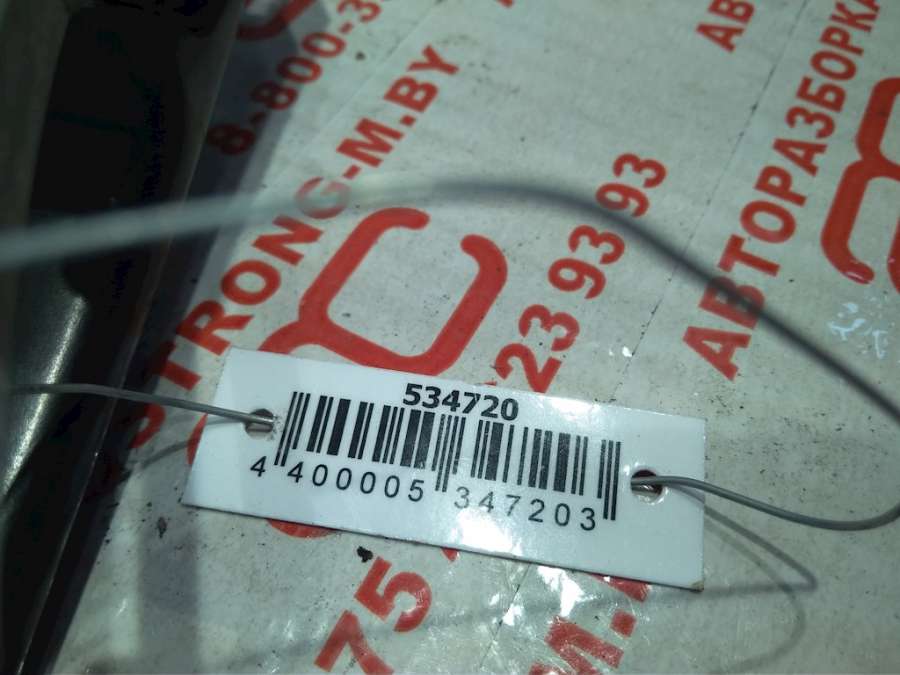 8-800-3
STRONG-M.BY
АВ
АВТОРАЗБОРКА
23 93 93
534720
4 400005 347203
75
M.